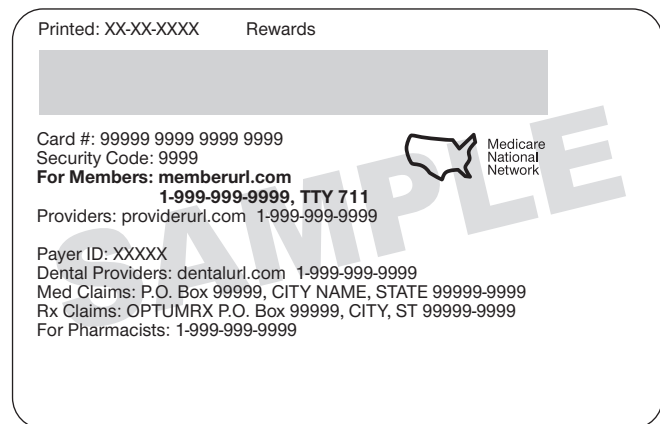 Printed: XX-XX-XXXX Rewards
Card #: 99999 9999 9999 9999
Security Code: 9999
For Members: memberurl.com
1-999-999-9999, TTY 711
Providers: providerurl.com 1-999-999-9999
Medicare
National
Network
Payer ID: XXXXX
Dental Providers: dentalurl.com 1-999-999-9999
Med Claims: P.O. Box 99999, CITY NAME, STATE 99999-9999
Rx Claims: OPTUMRX P.O. Box 99999, CITY, ST 99999-9999
For Pharmacists: 1-999-999-9999
SAMPLE